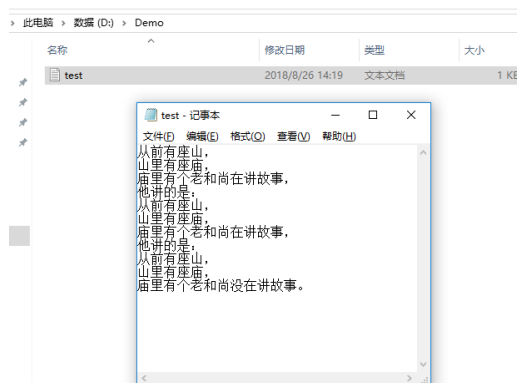 › 此电脑 › 数据 (D:) › Demo
名称 修改日期 类型 大小
test 2018/8/26 14:19 文本文档 1 KE
test - 记事本
文件(F) 编辑(E) 格式(O) 查看(V) 帮助(H)
从前有座山，
山里有座庙，
庙里有个老和尚在讲故事，
他讲的是：
从前有座山，
山里有座庙，
庙里有个老和尚在讲故事，
他讲的是：
从前有座山，
山里有座庙，
庙里有个老和尚没在讲故事。